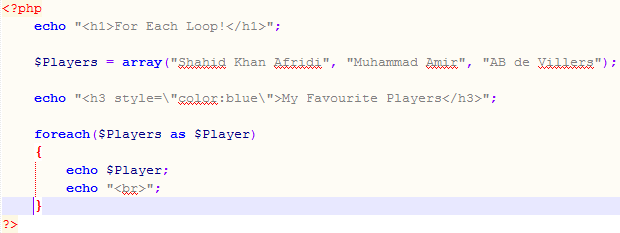 <?php
echo "<h1>For Each Loop!</h1>";
$Players = array("Shahid Khan Afridi", "Muhammad Amir", "AB de Villers");
echo "<h3 style=\"color:blue\">My Favourite Players</h3>";
foreach($Players as $Player)
{
echo $Player;
echo "<br>";
}
?>